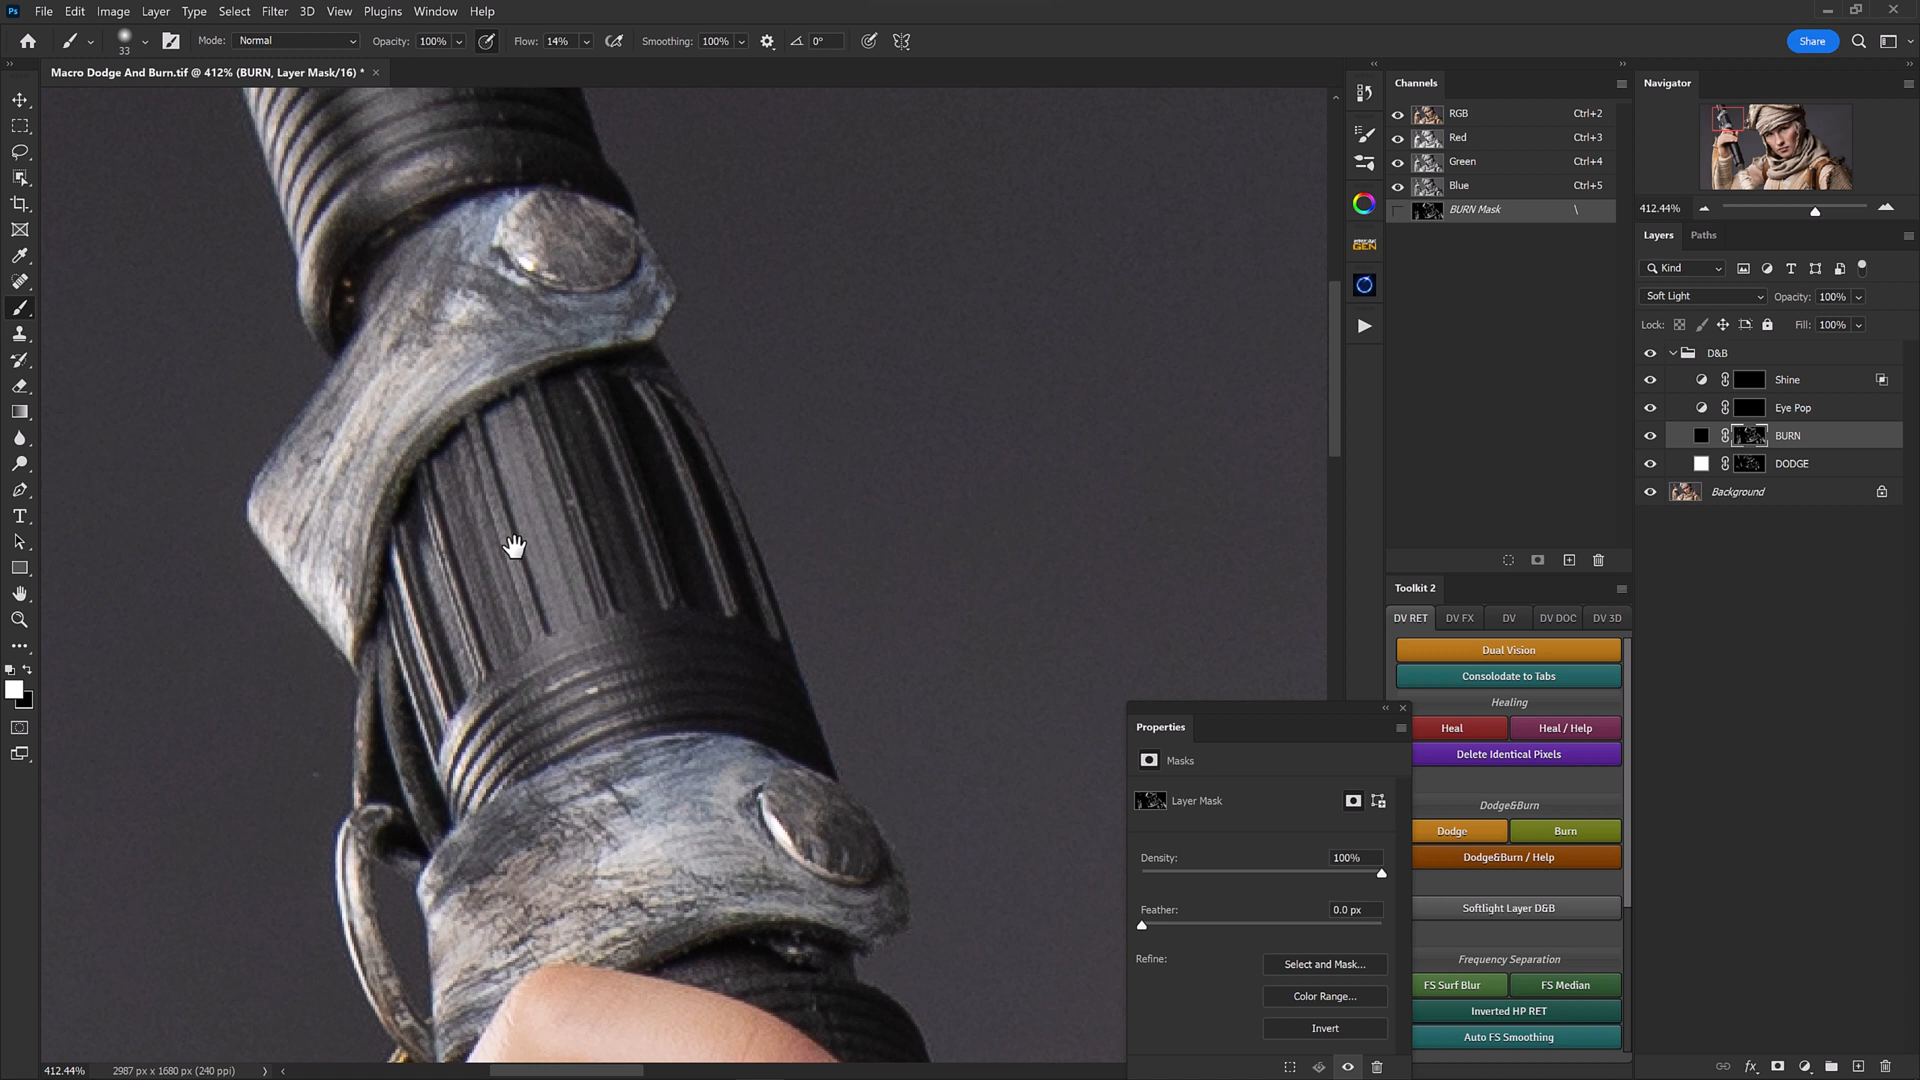 Ps File Edit Image Layer Type Select Filter 3D View Plugins Window Help
33 Mode: Normal Opacity: 100% Flow: 14% Smoothing: 100% 0° Share
Macro Dodge And Burn.tif @ 412% (BURN, Layer Mask/16) *
Channels
RGB Ctrl+2
Red Ctrl+3
Green Ctrl+4
Blue Ctrl+5
BURN Mask \
Navigator
412.44%
Layers Paths
Kind
Soft Light Opacity: 100%
Lock: Fill: 100%
D&B
Shine
Eye Pop
BURN
DODGE
Background
Toolkit 2
DV RET DV FX DV DV DOC DV 3D
Dual Vision
Consolodate to Tabs
Healing
Heal Heal / Help
Delete Identical Pixels
Dodge&Burn
Dodge Burn
Dodge&Burn / Help
Softlight Layer D&B
Frequency Separation
FS Surf Blur FS Median
Inverted HP RET
Auto FS Smoothing
Properties
Masks
Layer Mask
Density: 100%
Feather: 0.0 px
Refine: Select and Mask...
Color Range...
Invert
412.44% 2987 px x 1680 px (240 ppi)